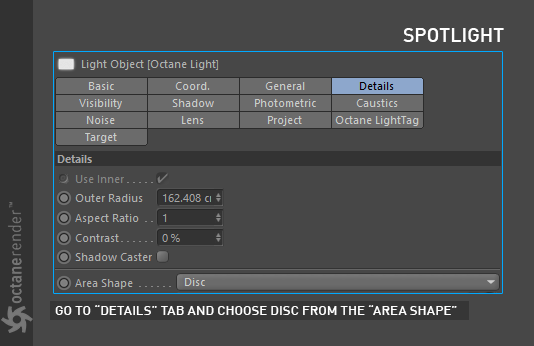 SPOTLIGHT
Light Object [Octane Light]
Basic Coord. General Details
Visibility Shadow Photometric Caustics
Noise Lens Project Octane LightTag
Target
Details
Use Inner . . . . . ✔
Outer Radius 162.408 c
Aspect Ratio . . 1
Contrast . . . . . 0 %
Shadow Caster
Area Shape . . . . . . Disc
GO TO "DETAILS" TAB AND CHOOSE DISC FROM THE "AREA SHAPE"
octanerender™